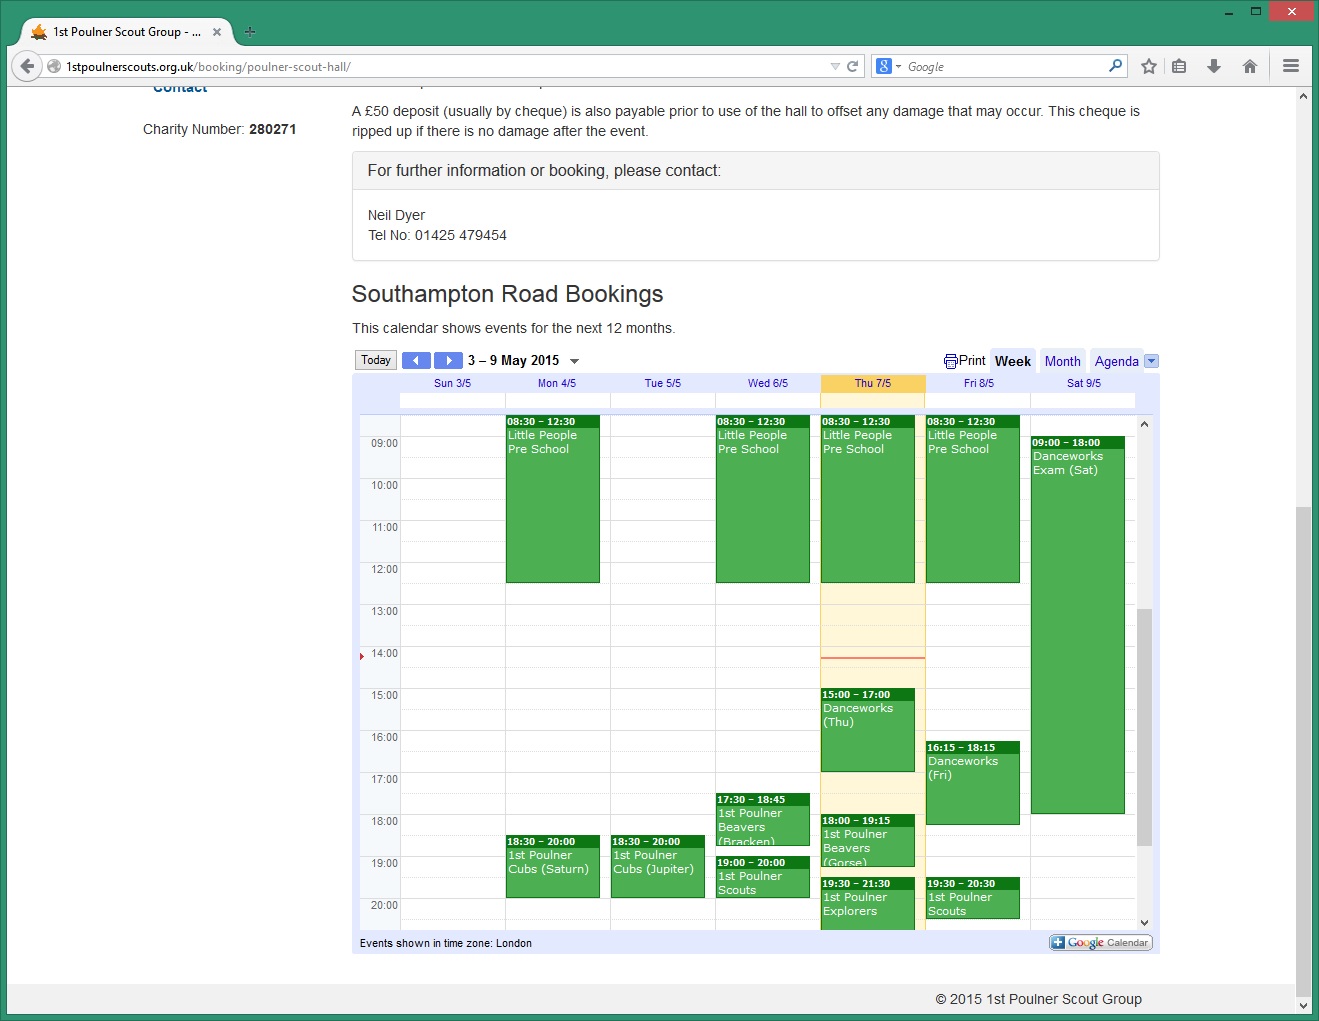 1st Poulner Scout Group - ...
1stpoulnerscouts.org.uk/booking/poulner-scout-hall/
Google
Contact
Charity Number: 280271
A £50 deposit (usually by cheque) is also payable prior to use of the hall to offset any damage that may occur. This cheque is
ripped up if there is no damage after the event.
For further information or booking, please contact:
Neil Dyer
Tel No: 01425 479454
Southampton Road Bookings
This calendar shows events for the next 12 months.
Today 3 – 9 May 2015 Print Week Month Agenda
Sun 3/5 Mon 4/5 Tue 5/5 Wed 6/5 Thu 7/5 Fri 8/5 Sat 9/5
08:30 – 12:30
Little People
Pre School
08:30 – 12:30
Little People
Pre School
08:30 – 12:30
Little People
Pre School
08:30 – 12:30
Little People
Pre School
09:00 – 18:00
Danceworks
Exam (Sat)
09:00
10:00
11:00
12:00
13:00
14:00
15:00
16:00
17:00
18:00
19:00
20:00
15:00 – 17:00
Danceworks
(Thu)
16:15 – 18:15
Danceworks
(Fri)
17:30 – 18:45
1st Poulner
Beavers
(Bracken)
18:00 – 19:15
1st Poulner
Beavers
(Gorse)
18:30 – 20:00
1st Poulner
Cubs (Saturn)
18:30 – 20:00
1st Poulner
Cubs (Jupiter)
19:00 – 20:00
1st Poulner
Scouts
19:30 – 21:30
1st Poulner
Explorers
19:30 – 20:30
1st Poulner
Scouts
Events shown in time zone: London
Google Calendar
© 2015 1st Poulner Scout Group